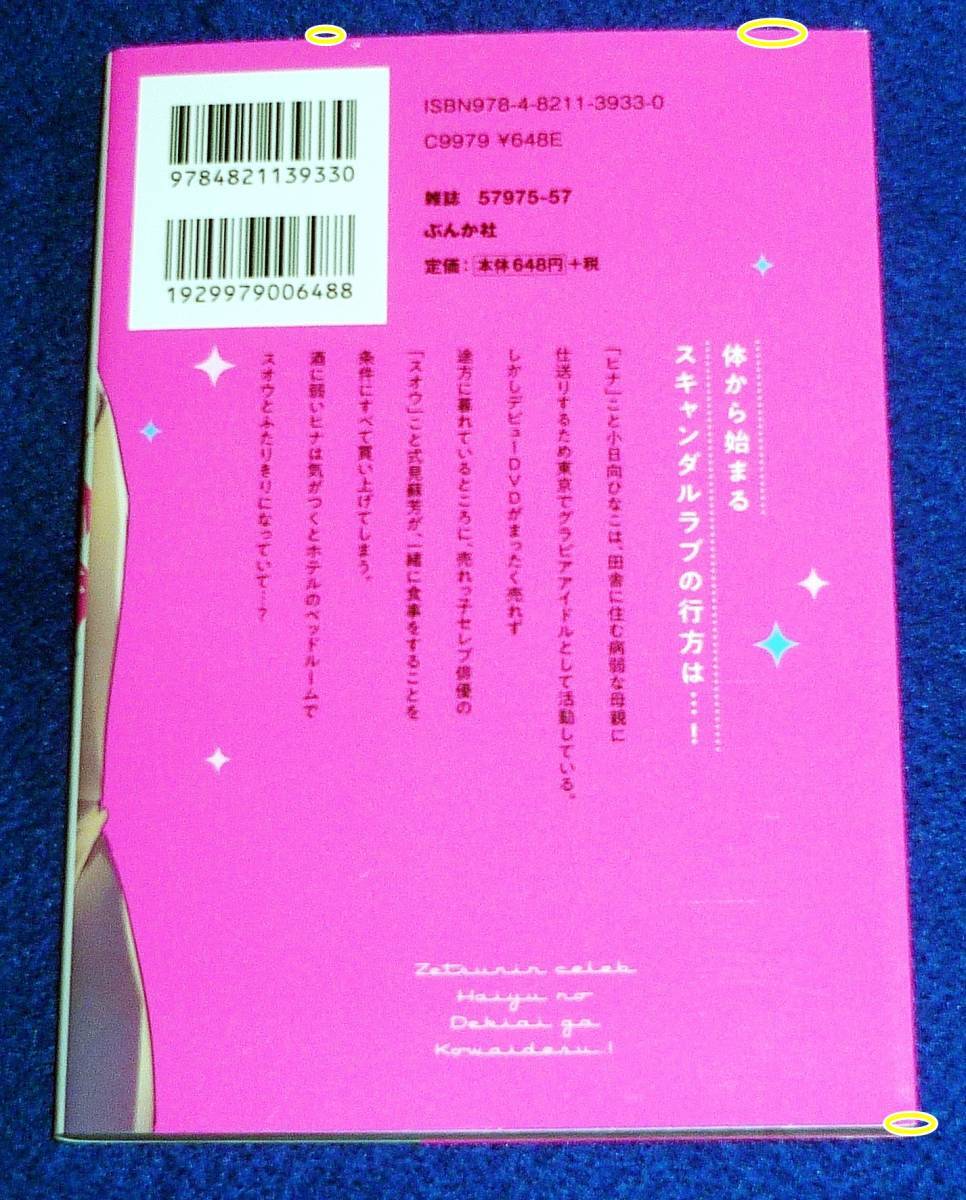 9784821139330
1929979006488
ISBN978-4-8211-3933-0
C9979 ¥648E
雑誌 57975-57
ぶんか社
定価：本体648円＋税
体から始まる
スキャンダルラブの行方は…！
「ヒナ」こと小日向ひなこは、田舎に住む病弱な母親に
仕送りするため東京でグラビアアイドルとして活動している。
しかしデビューDVDがまったく売れず
途方に暮れているところに、売れっ子セレブ俳優の
「スオウ」こと式見蘇芳が、一緒に食事をすることを
条件にすべて買い上げてしまう。
酒に弱いヒナは気がつくとホテルのベッドルームで
スオウとふたりきりになっていて…？
Zetsurin celeb
Haiyu no
Dekiai ga
Kowaidesu!